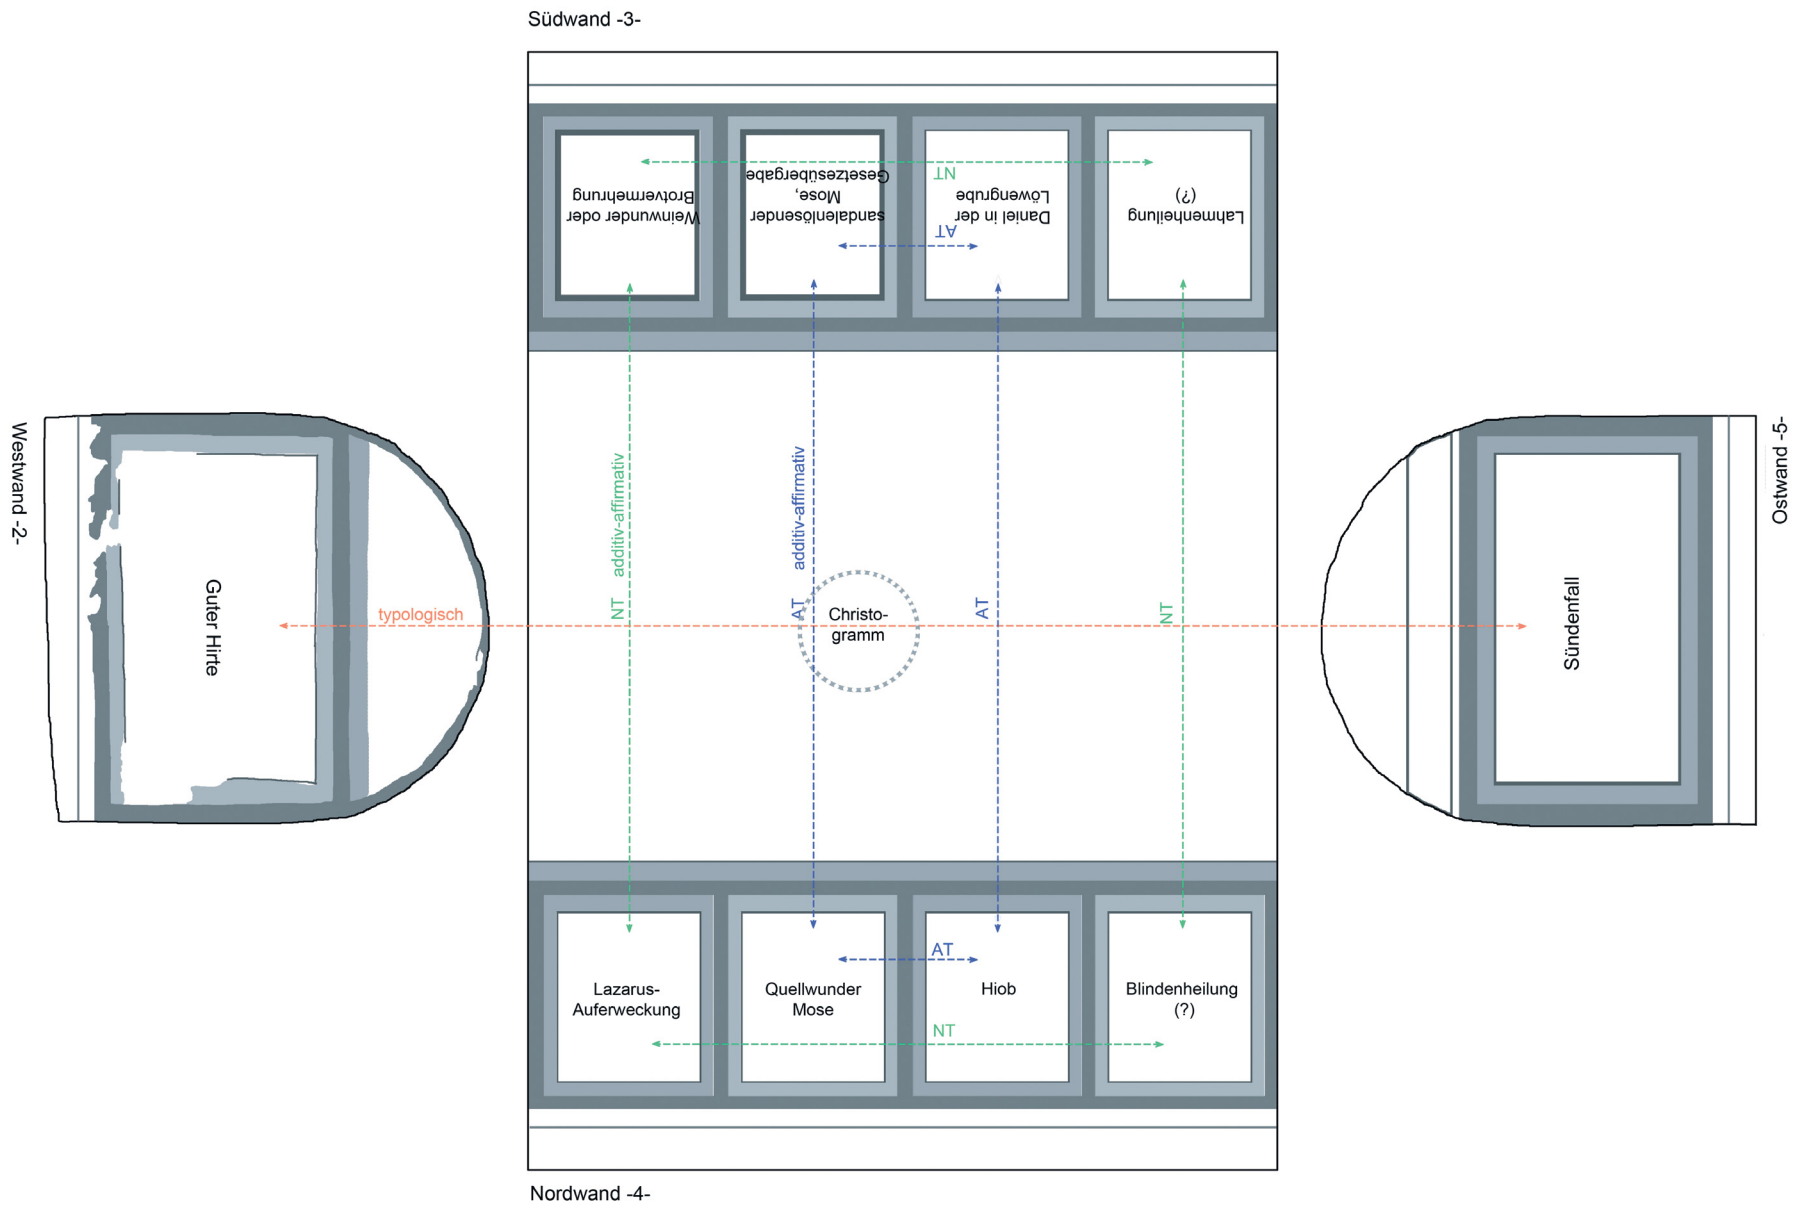 Südwand -3-
Weinwunder oder
Brotvermehrung
sandalenlösender
Mose,
Gesetzesübergabe
Daniel in der
Löwengrube
Lahmenheilung
(?)
NT
AT
Westwand -2-
Guter Hirte
typologisch
NT additiv-affirmativ
AT additiv-affirmativ
Christo-
gramm
AT
NT
Sündenfall
Ostwand -5-
Lazarus-
Auferweckung
Quellwunder
Mose
AT
Hiob
Blindenheilung
(?)
NT
Nordwand -4-